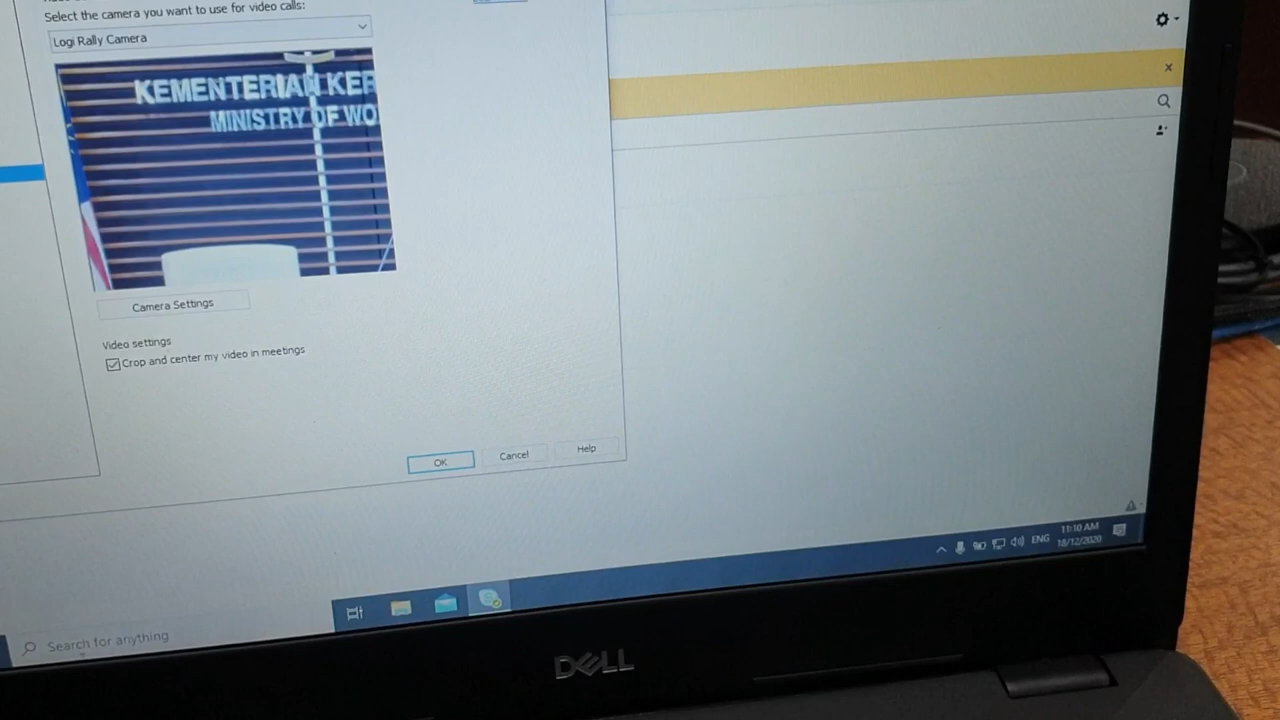 Select the camera you want to use for video calls:
Logi Rally Camera
KEMENTERIAN KER
MINISTRY OF WO
Camera Settings
Video settings
Crop and center my video in meetings
OK
Cancel
Help
ENG
11:10 AM
18/12/2020
Search for anything
DELL